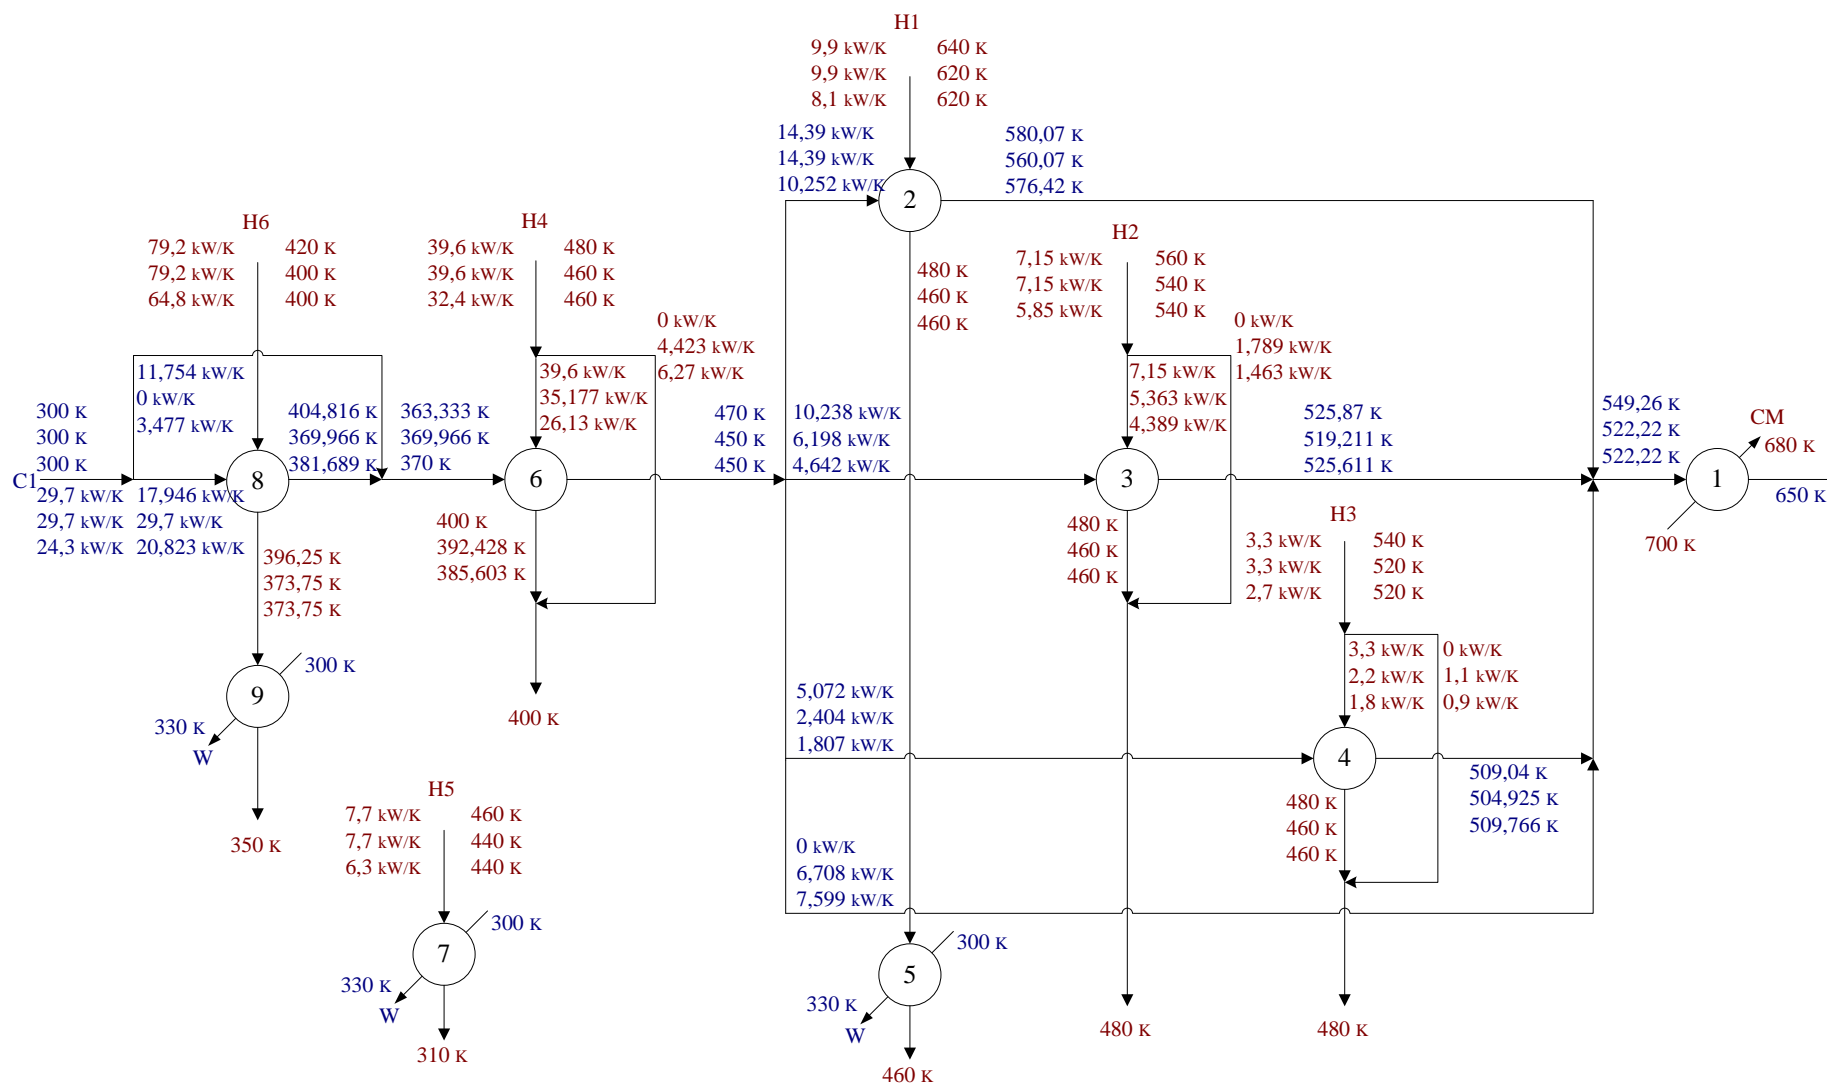 H1
9,9 kW/K 640 K
9,9 kW/K 620 K
8,1 kW/K 620 K
14,39 kW/K
14,39 kW/K
10,252 kW/K
2
580,07 K
560,07 K
576,42 K
480 K
460 K
460 K
H6
79,2 kW/K 420 K
79,2 kW/K 400 K
64,8 kW/K 400 K
H4
39,6 kW/K 480 K
39,6 kW/K 460 K
32,4 kW/K 460 K
H2
7,15 kW/K 560 K
7,15 kW/K 540 K
5,85 kW/K 540 K
0 kW/K
4,423 kW/K
6,27 kW/K
39,6 kW/K
35,177 kW/K
26,13 kW/K
0 kW/K
1,789 kW/K
1,463 kW/K
7,15 kW/K
5,363 kW/K
4,389 kW/K
11,754 kW/K
0 kW/K
3,477 kW/K
300 K
300 K
300 K
C1
29,7 kW/K 17,946 kW/K
29,7 kW/K 29,7 kW/K
24,3 kW/K 20,823 kW/K
8
404,816 K
369,966 K
381,689 K
363,333 K
369,966 K
370 K
6
470 K
450 K
450 K
10,238 kW/K
6,198 kW/K
4,642 kW/K
3
525,87 K
519,211 K
525,611 K
549,26 K
522,22 K
522,22 K
CM
680 K
1
650 K
700 K
400 K
392,428 K
385,603 K
480 K
460 K
460 K
H3
3,3 kW/K 540 K
3,3 kW/K 520 K
2,7 kW/K 520 K
396,25 K
373,75 K
373,75 K
300 K
9
330 K
W
350 K
400 K
3,3 kW/K 0 kW/K
2,2 kW/K 1,1 kW/K
1,8 kW/K 0,9 kW/K
5,072 kW/K
2,404 kW/K
1,807 kW/K
4
509,04 K
504,925 K
509,766 K
480 K
460 K
460 K
H5
7,7 kW/K 460 K
7,7 kW/K 440 K
6,3 kW/K 440 K
0 kW/K
6,708 kW/K
7,599 kW/K
300 K
7
330 K
W
310 K
300 K
5
330 K
W
460 K
480 K
480 K